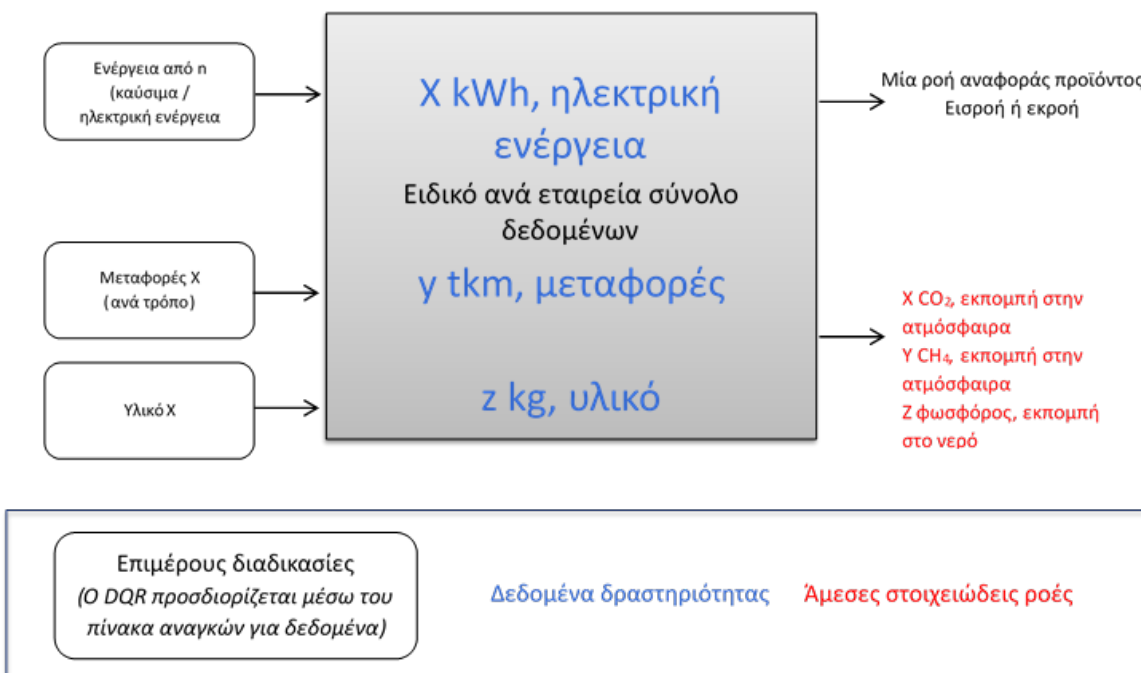 Ενέργεια από n
(καύσιμα /
ηλεκτρική ενέργεια
Μεταφορές X
(ανά τρόπο)
Υλικό X
X kWh, ηλεκτρική
ενέργεια
Ειδικό ανά εταιρεία σύνολο
δεδομένων
y tkm, μεταφορές
z kg, υλικό
Μία ροή αναφοράς προϊόντος
Εισροή ή εκροή
X CO₂, εκπομπή στην
ατμόσφαιρα
Y CH₄, εκπομπή στην
ατμόσφαιρα
Z φωσφόρος, εκπομπή
στο νερό
Επιμέρους διαδικασίες
(Ο DQR προσδιορίζεται μέσω του
πίνακα αναγκών για δεδομένα)
Δεδομένα δραστηριότητας
Άμεσες στοιχειώδεις ροές